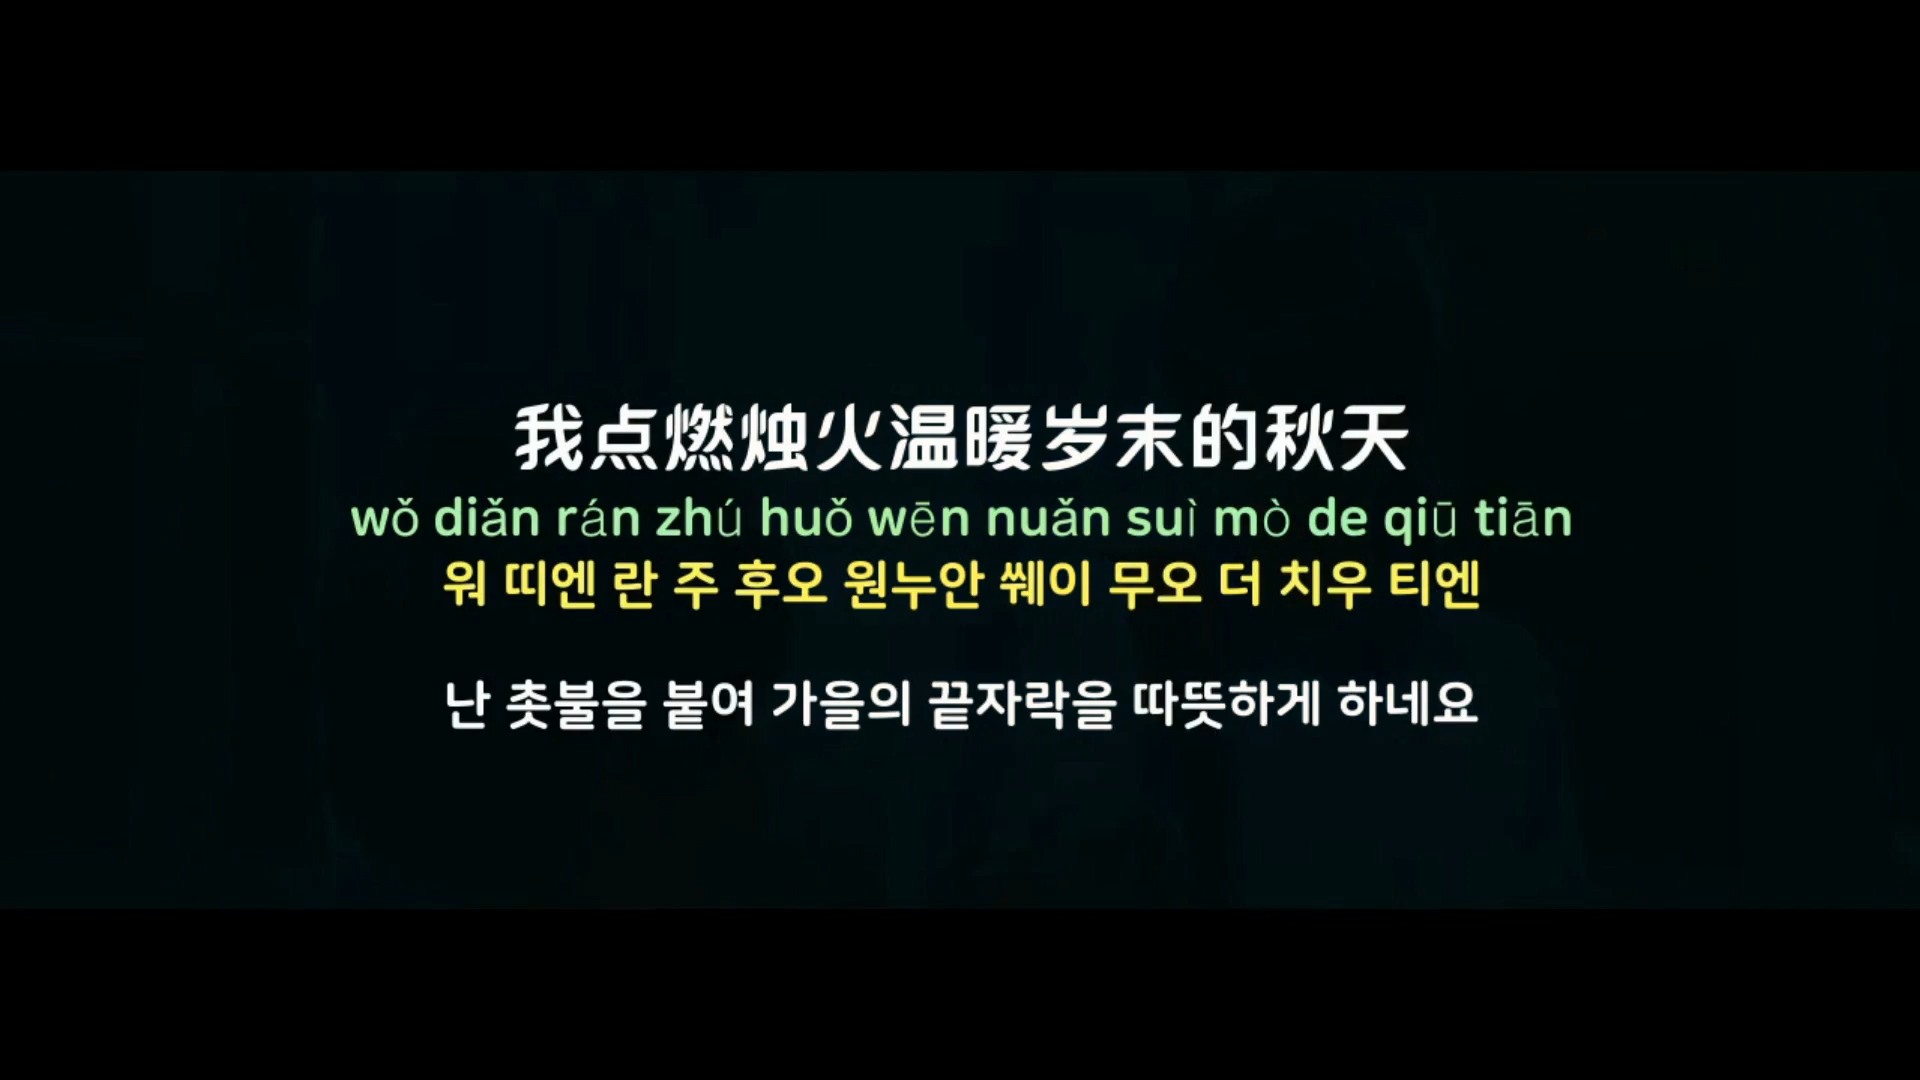 我点燃烛火温暖岁末的秋天
wǒ diǎn rán zhú huǒ wēn nuǎn suì mò de qiū tiān
워 띠엔 란 주 후오 원누안 쒜이 무오 더 치우 티엔
난 촛불을 붙여 가을의 끝자락을 따뜻하게 하네요